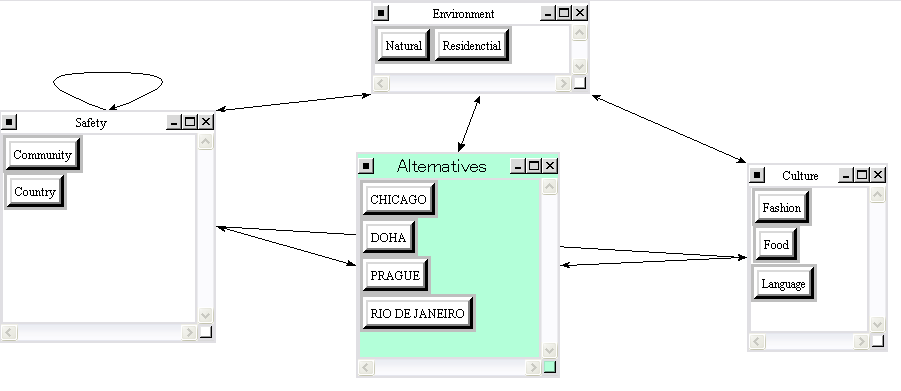 Environment
Natural
Residenctial
Safety
Community
Country
Alternatives
CHICAGO
DOHA
PRAGUE
RIO DE JANEIRO
Culture
Fashion
Food
Language